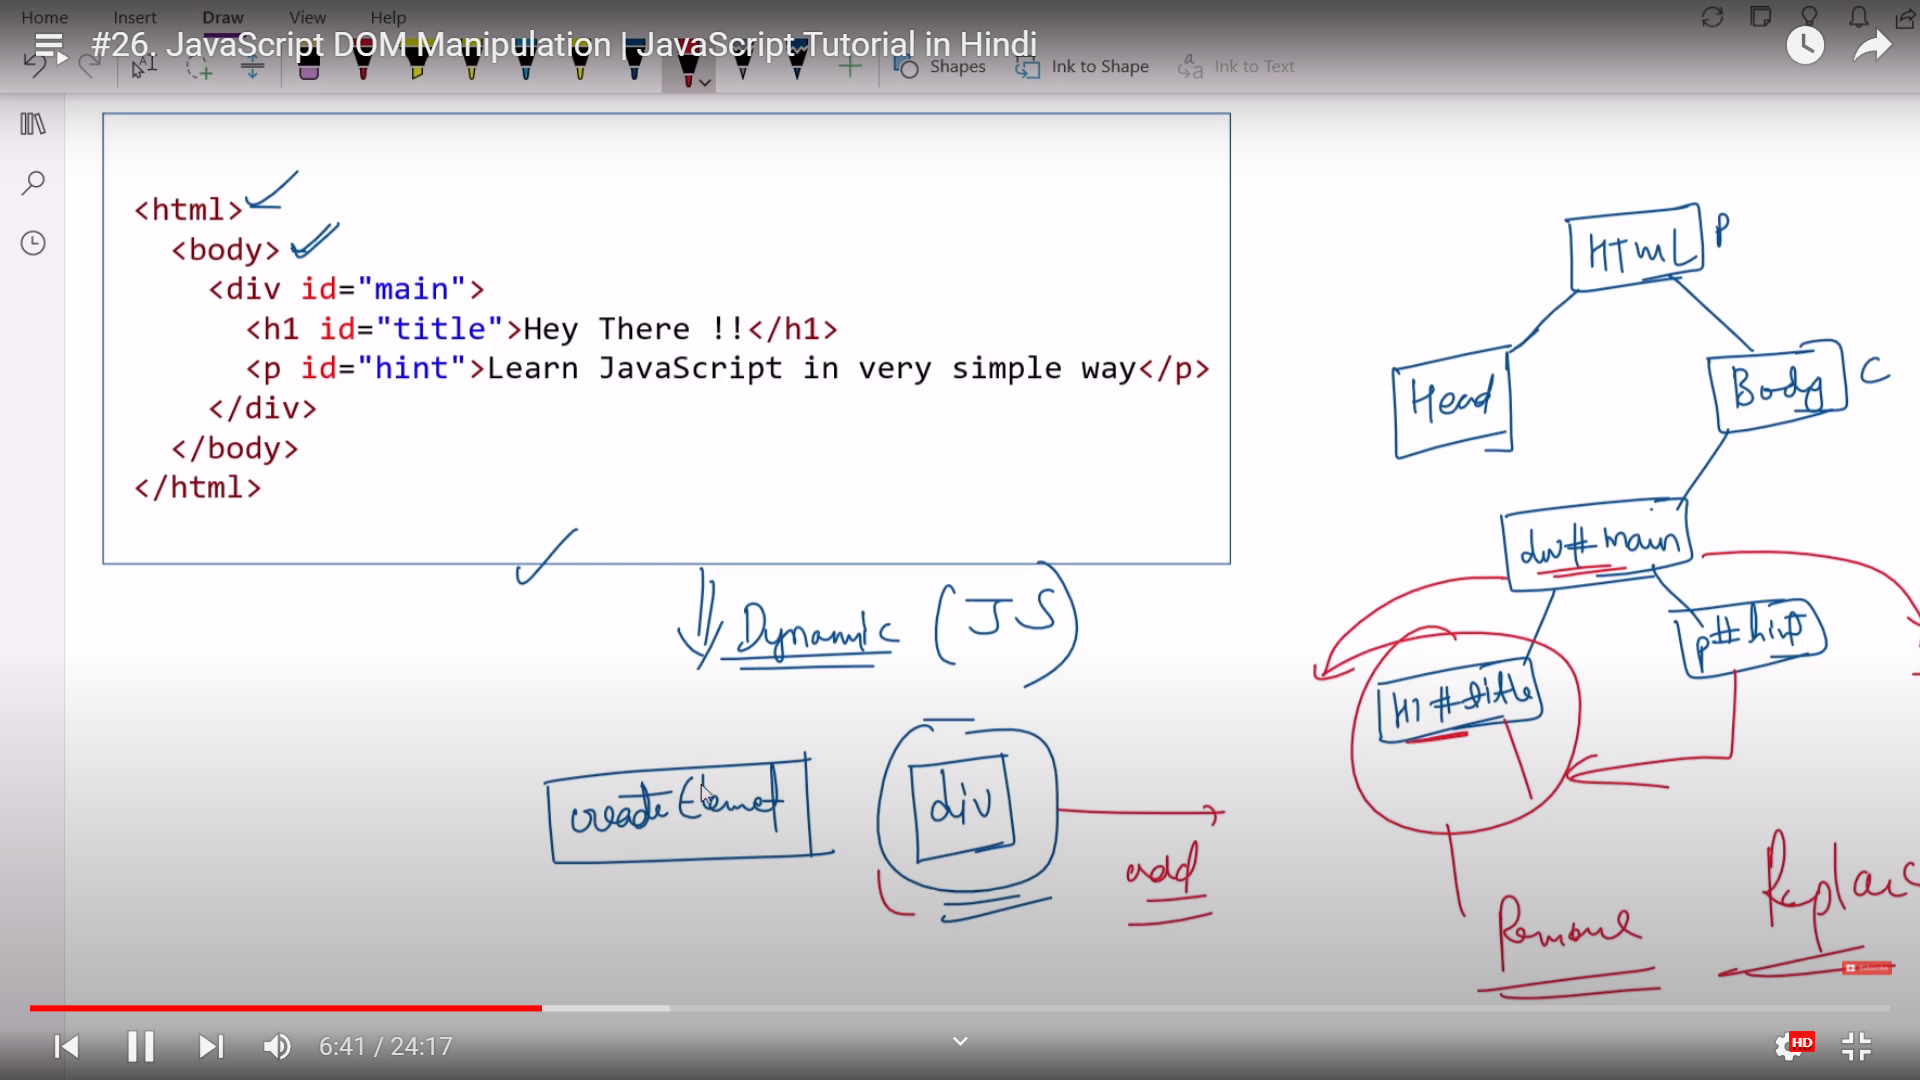 Home Insert Draw View Help
#26. JavaScript DOM Manipulation | JavaScript Tutorial in Hindi
Shapes Ink to Shape Ink to Text
<html>
<body>
<div id="main">
<h1 id="title">Hey There !!</h1>
<p id="hint">Learn JavaScript in very simple way</p>
</div>
</body>
</html>
HTML P
Head
Body C
div# main
p# hint
H1 # title
Dynamic (JS)
createElemet
div
add
Remove
Replac
Subscribe
6:41 / 24:17
HD